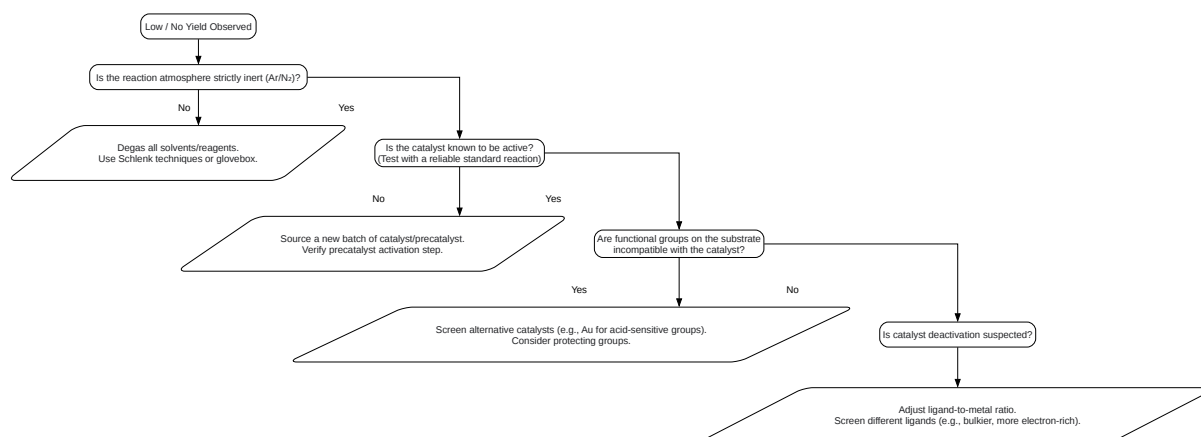 Low / No Yield Observed
Is the reaction atmosphere strictly inert (Ar/N₂)?
No
Yes
Degas all solvents/reagents.
Use Schlenk techniques or glovebox.
Is the catalyst known to be active?
(Test with a reliable standard reaction)
No
Yes
Source a new batch of catalyst/precatalyst.
Verify precatalyst activation step.
Are functional groups on the substrate
incompatible with the catalyst?
Yes
No
Screen alternative catalysts (e.g., Au for acid-sensitive groups).
Consider protecting groups.
Is catalyst deactivation suspected?
Adjust ligand-to-metal ratio.
Screen different ligands (e.g., bulkier, more electron-rich).